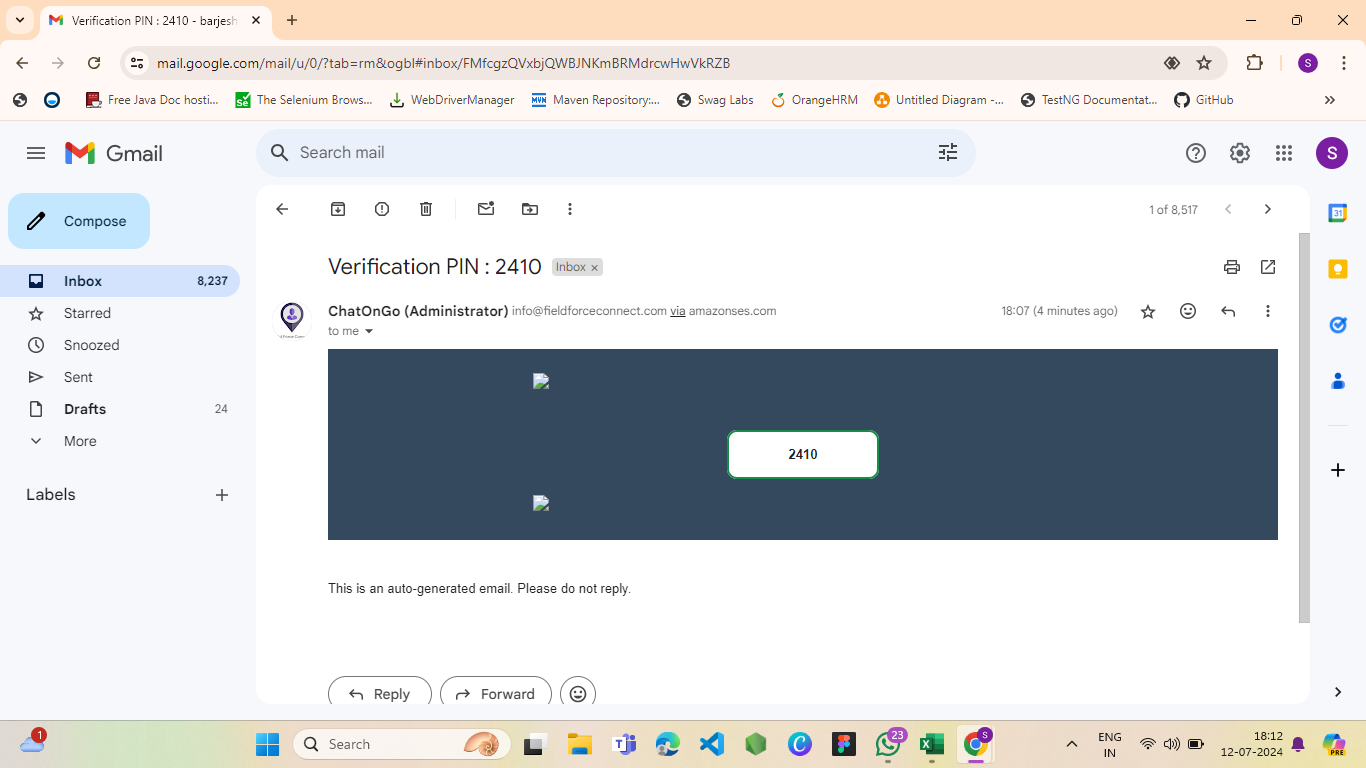 Verification PIN : 2410 - barjesh
mail.google.com/mail/u/0/?tab=rm&ogbl#inbox/FMfcgzQVxbjQWBJNKmBRMdrcwHwVkRZB
S
Free Java Doc hosti...
The Selenium Brows...
WebDriverManager
Maven Repository:...
Swag Labs
OrangeHRM
Untitled Diagram -...
TestNG Documentat...
GitHub
Gmail
Search mail
S
Compose
1 of 8,517
Inbox 8,237
Starred
Snoozed
Sent
Drafts 24
More
Labels
Verification PIN : 2410 Inbox x
ChatOnGo (Administrator) info@fieldforceconnect.com via amazonses.com
18:07 (4 minutes ago)
to me
2410
This is an auto-generated email. Please do not reply.
Reply
Forward
31
1
Search
23
S
ENG
IN
18:12
12-07-2024
PRE